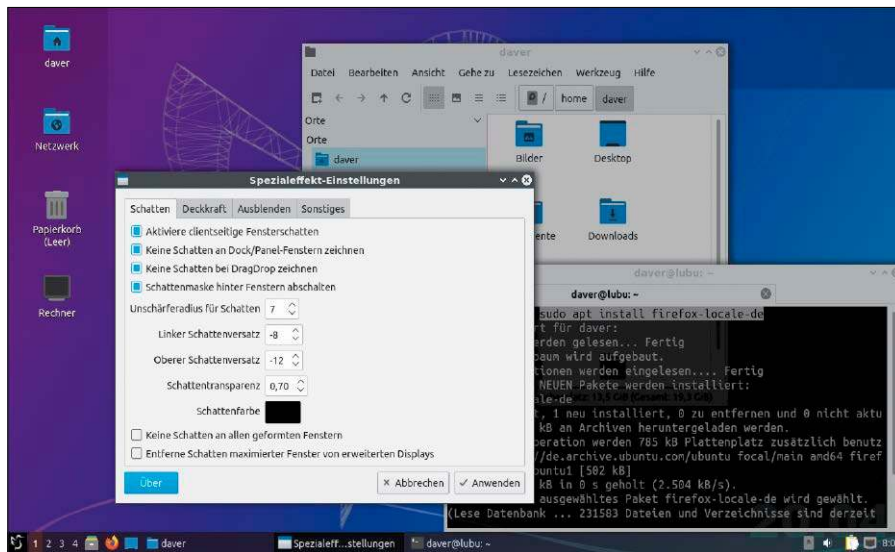 daver
Netzwerk
Papierkorb
(Leer)
Rechner
daver
Datei Bearbeiten Ansicht Gehe zu Lesezeichen Werkzeug Hilfe
/ home daver
Orte
Orte
daver
Bilder
Desktop
ente
Downloads
Spezialeffekt-Einstellungen
Schatten Deckkraft Ausblenden Sonstiges
Aktiviere clientseitige Fensterschatten
Keine Schatten an Dock/Panel-Fenstern zeichnen
Keine Schatten bei DragDrop zeichnen
Schattenmaske hinter Fenstern abschalten
Unschärferadius für Schatten 7
Linker Schattenversatz -8
Oberer Schattenversatz -12
Schattentransparenz 0,70
Schattenfarbe
Keine Schatten an allen geformten Fenstern
Entferne Schatten maximierter Fenster von erweiterten Displays
Über
Abbrechen
Anwenden
daver@lubu: ~
daver@lubu: ~
sudo apt install firefox-locale-de
rt für daver:
erden gelesen... Fertig
baum wird aufgebaut.
tionen werden eingelesen.... Fertig
NEUEN Pakete werden installiert:
ale-de
t, 1 neu installiert, 0 zu entfernen und 0 nicht aktu
kB an Archiven heruntergeladen werden.
peration werden 785 kB Plattenplatz zusätzlich benutz
//de.archive.ubuntu.com/ubuntu focal/main amd64 firef
buntu1 [502 kB]
kB in 0 s geholt (2.504 kB/s).
ausgewähltes Paket firefox-locale-de wird gewählt.
(Lese Datenbank ... 231583 Dateien und Verzeichnisse sind derzeit
1 2 3 4
daver
Spezialeff...stellungen
daver@lubu: ~